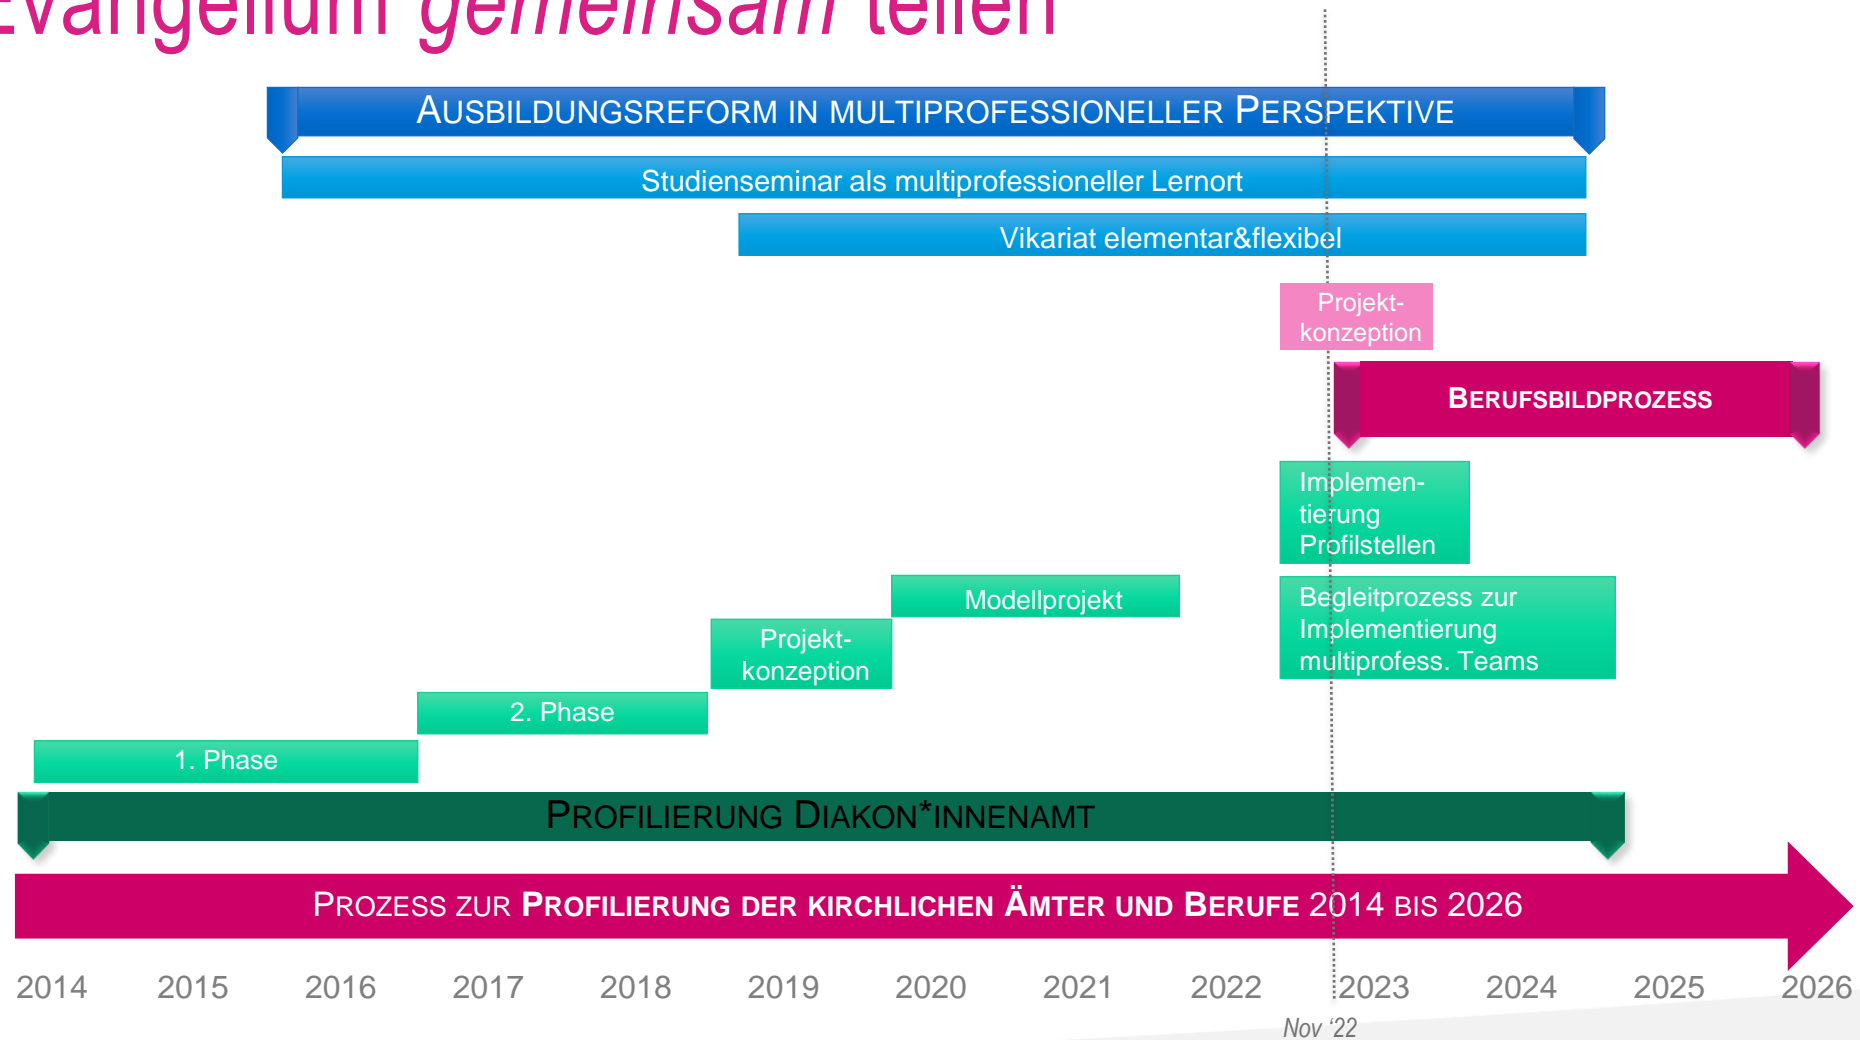 Evangelium gemeinsam teilen
AUSBILDUNGSREFORM IN MULTIPROFESSIONELLER PERSPEKTIVE
Studienseminar als multiprofessioneller Lernort
Vikariat elementar&flexibel
Projekt-
konzeption
BERUFSBILDPROZESS
Implemen-
tierung
Profilstellen
Modellprojekt
Begleitprozess zur
Implementierung
multiprofess. Teams
Projekt-
konzeption
2. Phase
1. Phase
PROFILIERUNG DIAKON*INNENAMT
PROZESS ZUR PROFILIERUNG DER KIRCHLICHEN ÄMTER UND BERUFE 2014 BIS 2026
2014 2015 2016 2017 2018 2019 2020 2021 2022 2023 2024 2025 2026
Nov ‘22